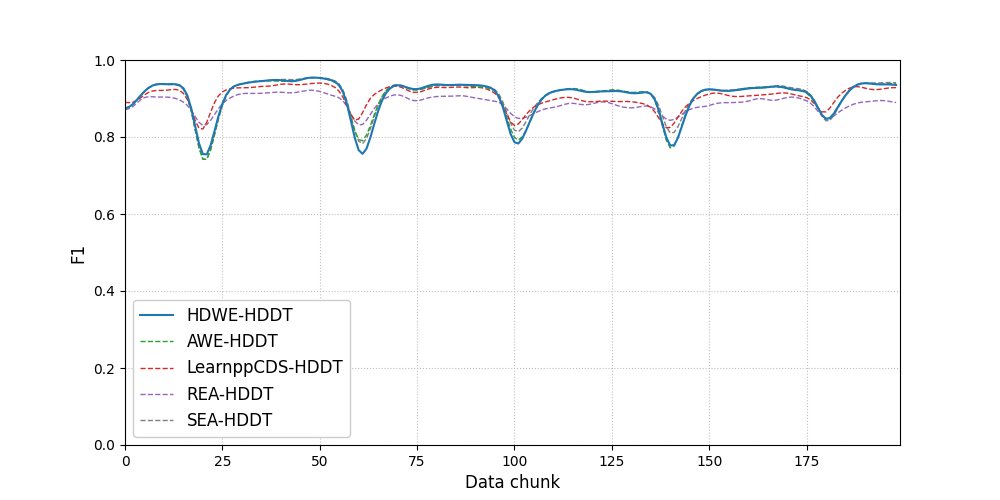 1.0
0.8
0.6
0.4
0.2
0.0
F1
HDWE-HDDT
AWE-HDDT
LearnppCDS-HDDT
REA-HDDT
SEA-HDDT
0 25 50 75 100 125 150 175
Data chunk